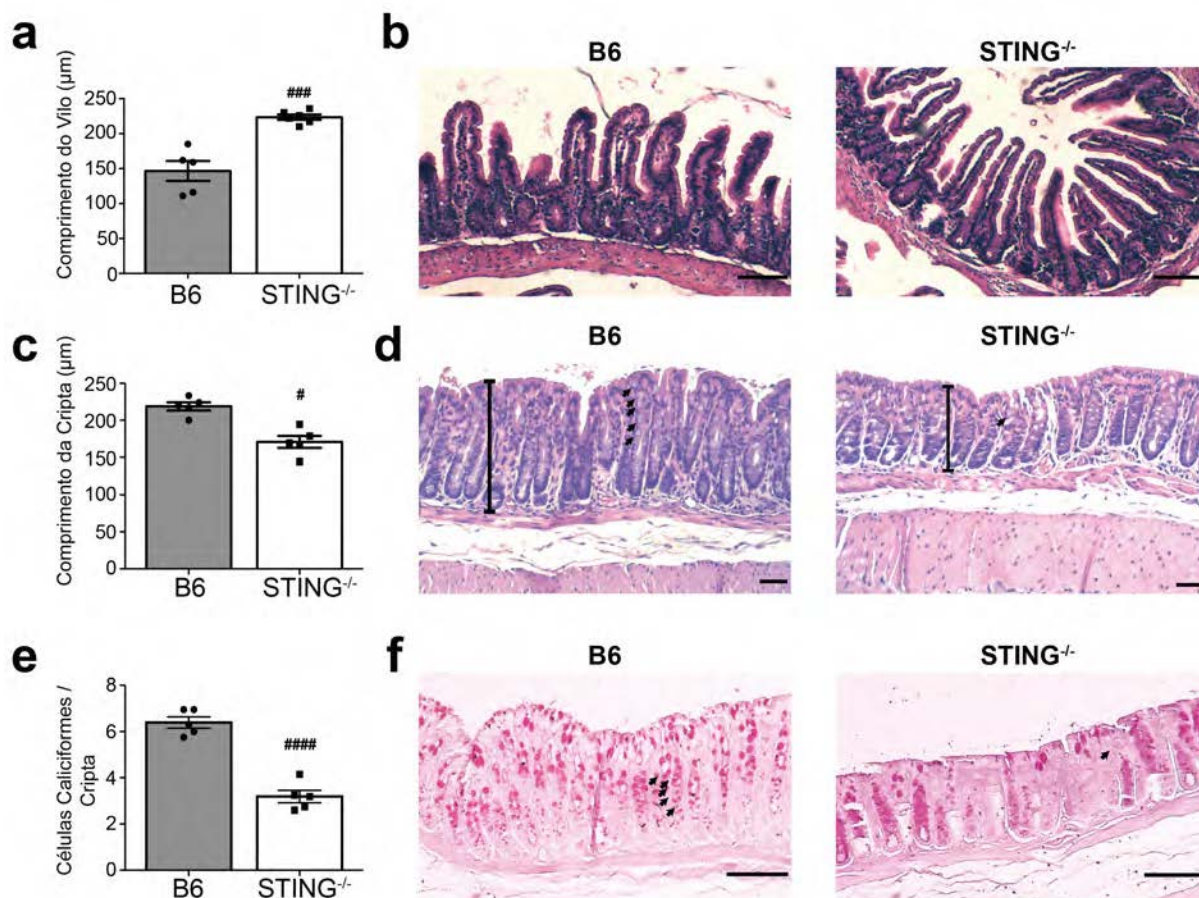 a
Comprimento do Vilo (µm)
250
200
150
100
50
0
###
B6
STING-/-
b
B6
STING-/-
c
Comprimento da Cripta (µm)
250
200
150
100
50
0
#
B6
STING-/-
d
B6
STING-/-
e
Células Caliciformes /
Cripta
8
6
4
2
0
####
B6
STING-/-
f
B6
STING-/-